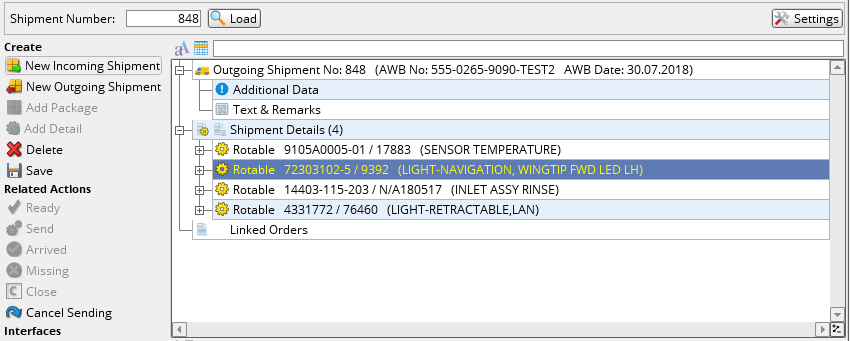 Shipment Number: 848 Load Settings
Create
New Incoming Shipment
New Outgoing Shipment
Add Package
Add Detail
Delete
Save
Related Actions
Ready
Send
Arrived
Missing
Close
Cancel Sending
Interfaces
Outgoing Shipment No: 848 (AWB No: 555-0265-9090-TEST2 AWB Date: 30.07.2018)
Additional Data
Text & Remarks
Shipment Details (4)
Rotable 9105A0005-01 / 17883 (SENSOR TEMPERATURE)
Rotable 72303102-5 / 9392 (LIGHT-NAVIGATION, WINGTIP FWD LED LH)
Rotable 14403-115-203 / N/A180517 (INLET ASSY RINSE)
Rotable 4331772 / 76460 (LIGHT-RETRACTABLE,LAN)
Linked Orders